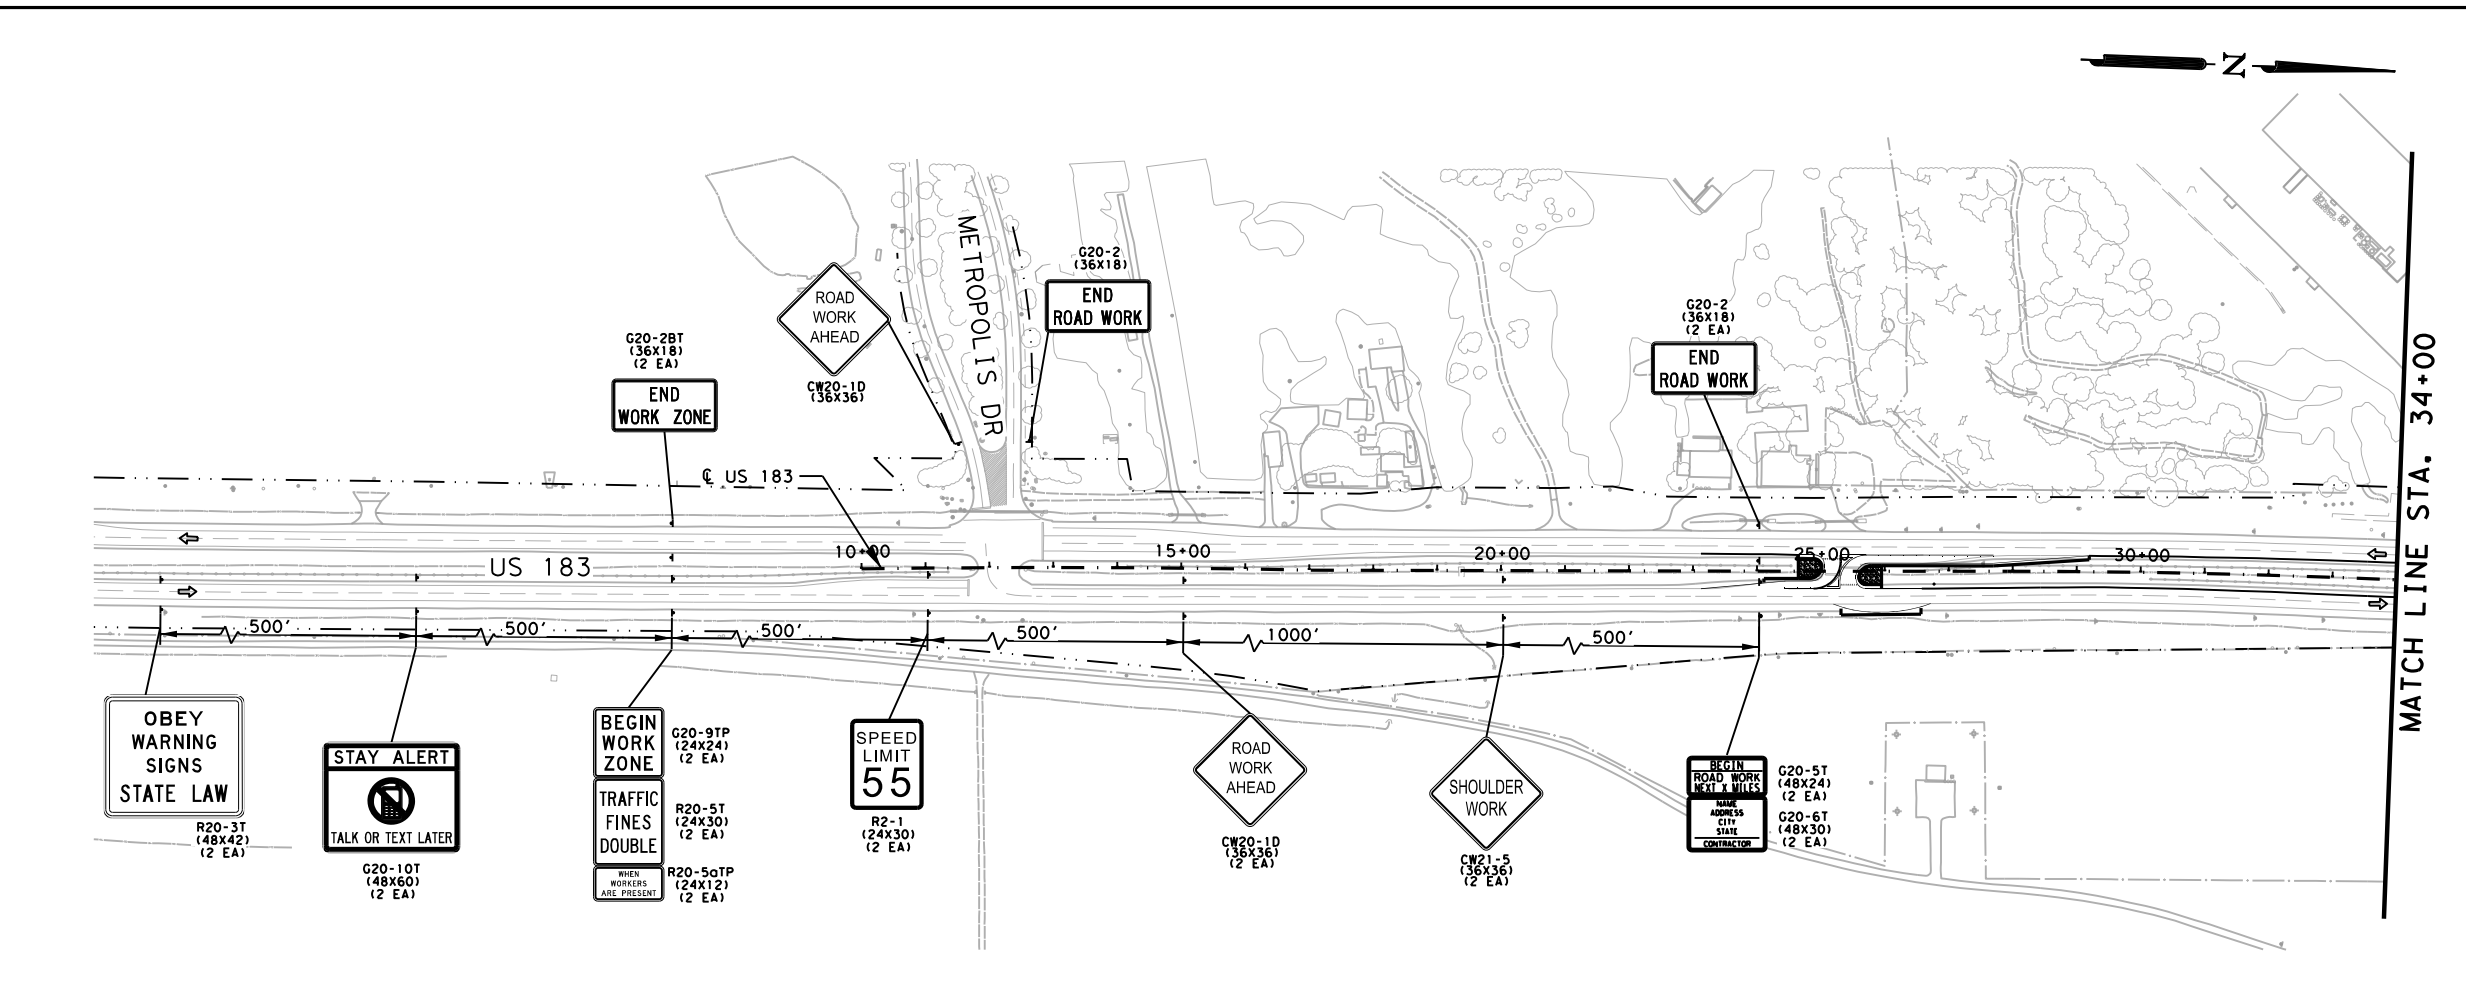 N
METROPOLIS DR
G20-2
(36X18)
END
ROAD WORK
ROAD
WORK
AHEAD
CW20-1D
(36X36)
G20-2BT
(36X18)
(2 EA)
END
WORK ZONE
G20-2
(36X18)
(2 EA)
END
ROAD WORK
℄ US 183
US 183
10+00
15+00
20+00
25+00
30+00
MATCH LINE STA. 34+00
500'
500'
500'
500'
1000'
500'
OBEY
WARNING
SIGNS
STATE LAW
R20-3T
(48X42)
(2 EA)
STAY ALERT
TALK OR TEXT LATER
G20-10T
(48X60)
(2 EA)
BEGIN
WORK
ZONE
G20-9TP
(24X24)
(2 EA)
TRAFFIC
FINES
DOUBLE
R20-5T
(24X30)
(2 EA)
WHEN
WORKERS
ARE PRESENT
R20-5aTP
(24X12)
(2 EA)
SPEED
LIMIT
55
R2-1
(24X30)
(2 EA)
ROAD
WORK
AHEAD
CW20-1D
(36X36)
(2 EA)
SHOULDER
WORK
CW21-5
(36X36)
(2 EA)
BEGIN
ROAD WORK
NEXT X MILES
G20-5T
(48X24)
(2 EA)
NAME
ADDRESS
CITY
STATE
CONTRACTOR
G20-6T
(48X30)
(2 EA)